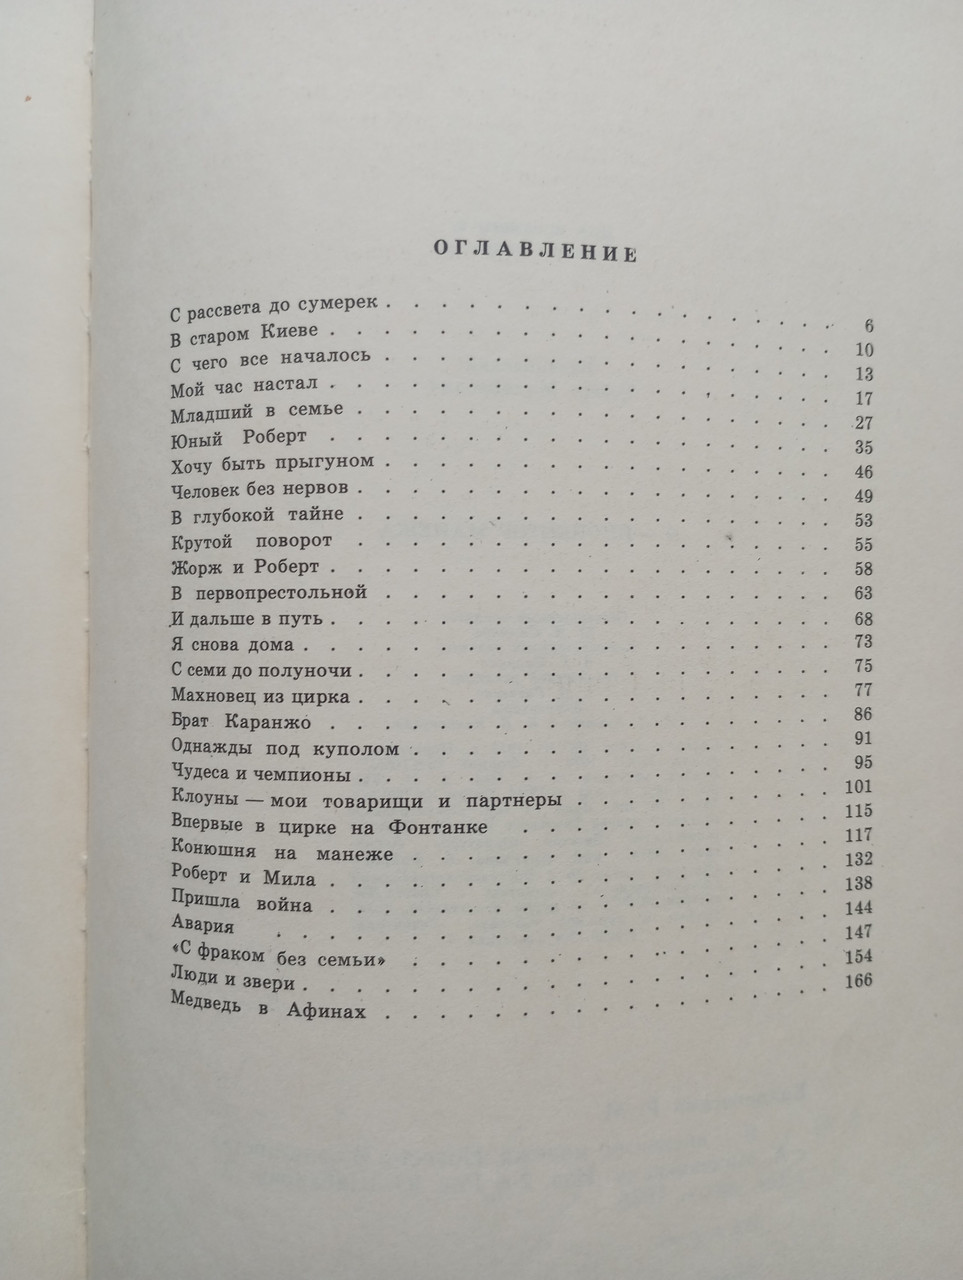 ОГЛАВЛЕНИЕ
С рассвета до сумерек . . . . . . . . . . . . . . . . . 6
В старом Киеве . . . . . . . . . . . . . . . . . . . 10
С чего все началось . . . . . . . . . . . . . . . . . 13
Мой час настал . . . . . . . . . . . . . . . . . . . 17
Младший в семье . . . . . . . . . . . . . . . . . . 27
Юный Роберт . . . . . . . . . . . . . . . . . . . 35
Хочу быть прыгуном . . . . . . . . . . . . . . . . . 46
Человек без нервов . . . . . . . . . . . . . . . . . . 49
В глубокой тайне . . . . . . . . . . . . . . . . . . 53
Крутой поворот . . . . . . . . . . . . . . . . . . 55
Жорж и Роберт . . . . . . . . . . . . . . . . . . . 58
В первопрестольной . . . . . . . . . . . . . . . . . 63
И дальше в путь . . . . . . . . . . . . . . . . . . . 68
Я снова дома . . . . . . . . . . . . . . . . . . . . 73
С семи до полуночи . . . . . . . . . . . . . . . . . . 75
Махновец из цирка . . . . . . . . . . . . . . . . . . 77
Брат Каранжо . . . . . . . . . . . . . . . . . . . 86
Однажды под куполом . . . . . . . . . . . . . . . . 91
Чудеса и чемпионы . . . . . . . . . . . . . . . . . . 95
Клоуны — мои товарищи и партнеры . . . . . . . . . . 101
Впервые в цирке на Фонтанке . . . . . . . . . . . . 115
Конюшня на манеже . . . . . . . . . . . . . . . . 117
Роберт и Мила . . . . . . . . . . . . . . . . . . . 132
Пришла война . . . . . . . . . . . . . . . . . . . 138
Авария . . . . . . . . . . . . . . . . . . . . . 144
«С фраком без семьи» . . . . . . . . . . . . . . . . 147
Люди и звери . . . . . . . . . . . . . . . . . . . . 154
Медведь в Афинах . . . . . . . . . . . . . . . . . 166